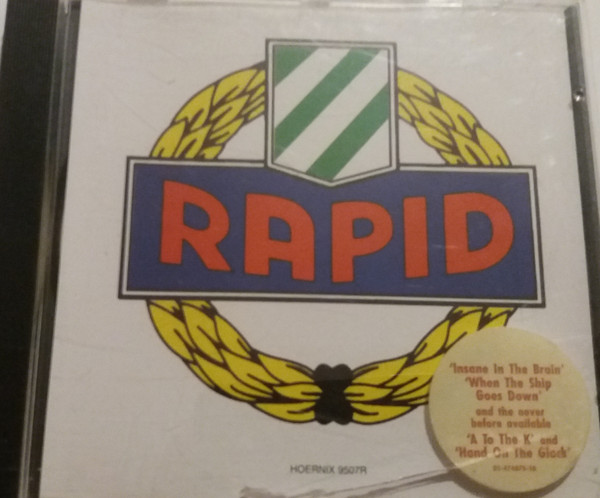 RAPID
'Insane In The Brain'
'When The Ship
Goes Down'
and the never
before available
'A To The K' and
'Hand On The Glock'
HOERNIX 9507R